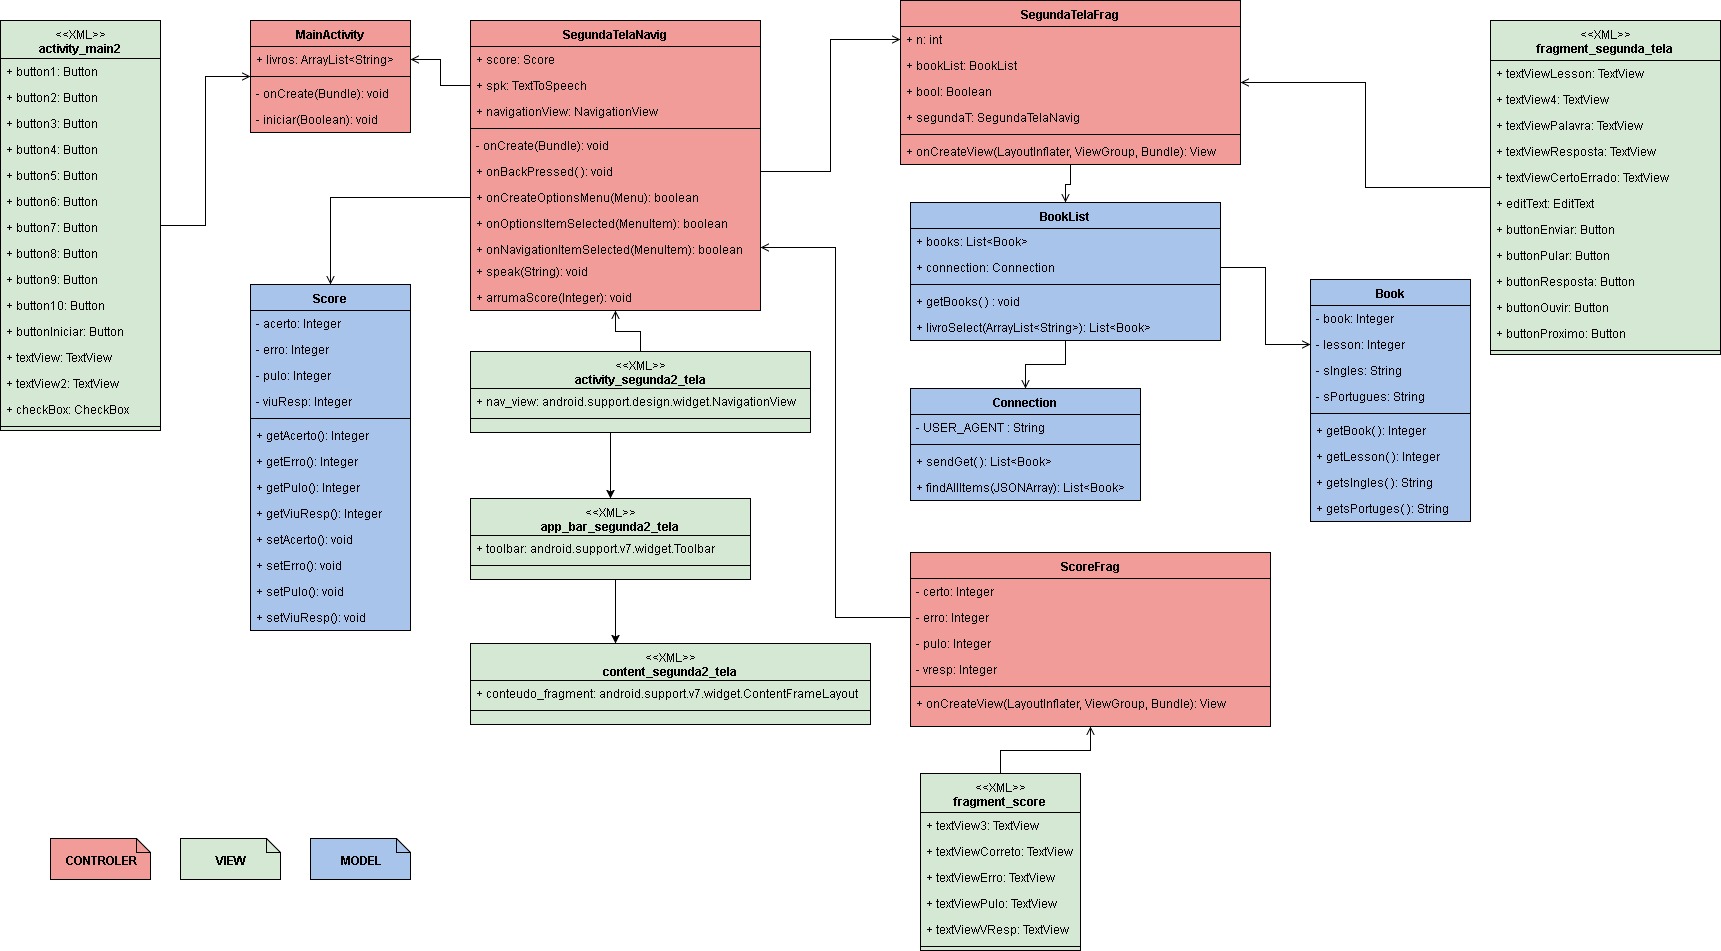 <<XML>>
activity_main2
+ button1: Button
+ button2: Button
+ button3: Button
+ button4: Button
+ button5: Button
+ button6: Button
+ button7: Button
+ button8: Button
+ button9: Button
+ button10: Button
+ buttonIniciar: Button
+ textView: TextView
+ textView2: TextView
+ checkBox: CheckBox
MainActivity
+ livros: ArrayList<String>
- onCreate(Bundle): void
- iniciar(Boolean): void
SegundaTelaNavig
+ score: Score
+ spk: TextToSpeech
+ navigationView: NavigationView
- onCreate(Bundle): void
+ onBackPressed( ): void
+ onCreateOptionsMenu(Menu): boolean
+ onOptionsItemSelected(MenuItem): boolean
+ onNavigationItemSelected(MenuItem): boolean
+ speak(String): void
+ arrumaScore(Integer): void
SegundaTelaFrag
+ n: int
+ bookList: BookList
+ bool: Boolean
+ segundaT: SegundaTelaNavig
+ onCreateView(LayoutInflater, ViewGroup, Bundle): View
<<XML>>
fragment_segunda_tela
+ textViewLesson: TextView
+ textView4: TextView
+ textViewPalavra: TextView
+ textViewResposta: TextView
+ textViewCertoErrado: TextView
+ editText: EditText
+ buttonEnviar: Button
+ buttonPular: Button
+ buttonResposta: Button
+ buttonOuvir: Button
+ buttonProximo: Button
Score
- acerto: Integer
- erro: Integer
- pulo: Integer
- viuResp: Integer
+ getAcerto(): Integer
+ getErro(): Integer
+ getPulo(): Integer
+ getViuResp(): Integer
+ setAcerto(): void
+ setErro(): void
+ setPulo(): void
+ setViuResp(): void
BookList
+ books: List<Book>
+ connection: Connection
+ getBooks( ) : void
+ livroSelect(ArrayList<String>): List<Book>
Book
- book: Integer
- lesson: Integer
- sIngles: String
- sPortugues: String
+ getBook( ): Integer
+ getLesson( ): Integer
+ getsIngles( ): String
+ getsPortuges( ): String
<<XML>>
activity_segunda2_tela
+ nav_view: android.support.design.widget.NavigationView
Connection
- USER_AGENT : String
+ sendGet( ): List<Book>
+ findAllItems(JSONArray): List<Book>
<<XML>>
app_bar_segunda2_tela
+ toolbar: android.support.v7.widget.Toolbar
<<XML>>
content_segunda2_tela
+ conteudo_fragment: android.support.v7.widget.ContentFrameLayout
ScoreFrag
- certo: Integer
- erro: Integer
- pulo: Integer
- vresp: Integer
+ onCreateView(LayoutInflater, ViewGroup, Bundle): View
<<XML>>
fragment_score
+ textView3: TextView
+ textViewCorreto: TextView
+ textViewErro: TextView
+ textViewPulo: TextView
+ textViewVResp: TextView
CONTROLER
VIEW
MODEL